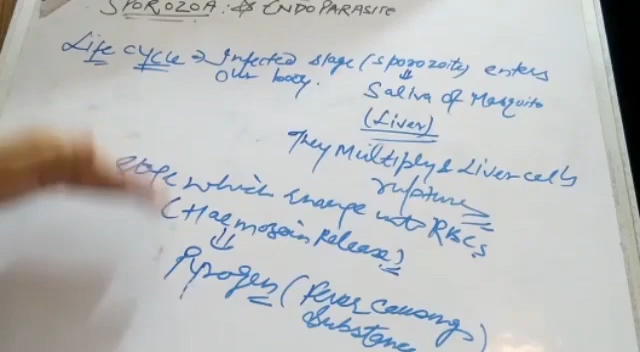 SPOROZOA : ENDOPARASITE
Life cycle → Infected stage (Sporozoite) enters
Our body.
Saliva of Mosquito
(Liver)
They Multiply & Liver cells
rupture
which change into RBCs
(Haemozoin Release)
Pyrogen (Fever causing
Substance)